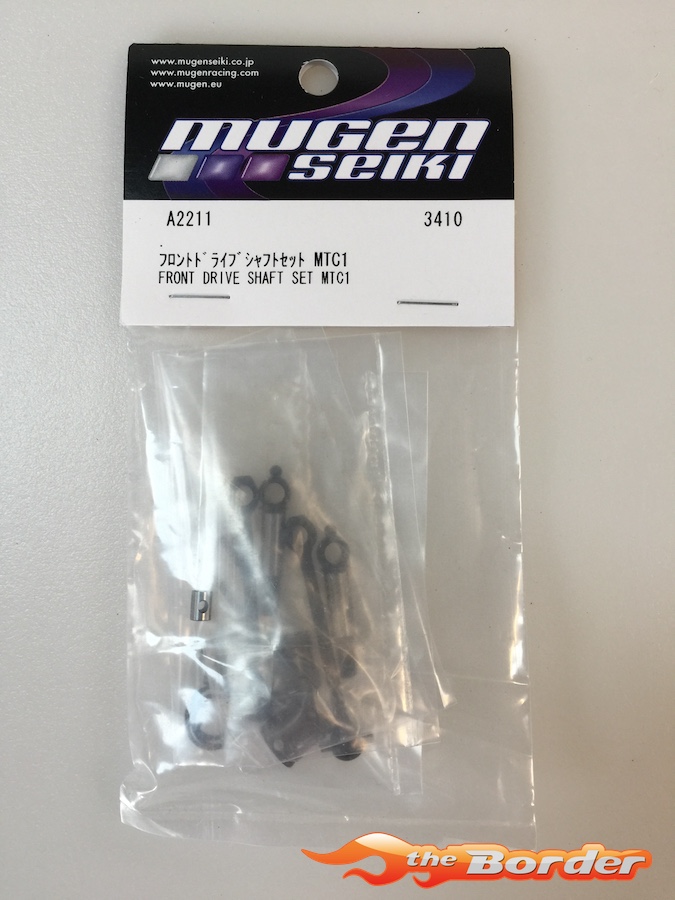 www.mugenseiki.co.jp
www.mugenracing.com
www.mugen.eu
MUGEN
SEIKI
A2211 3410
フロントドライブシャフトセット MTC1
FRONT DRIVE SHAFT SET MTC1
the Border